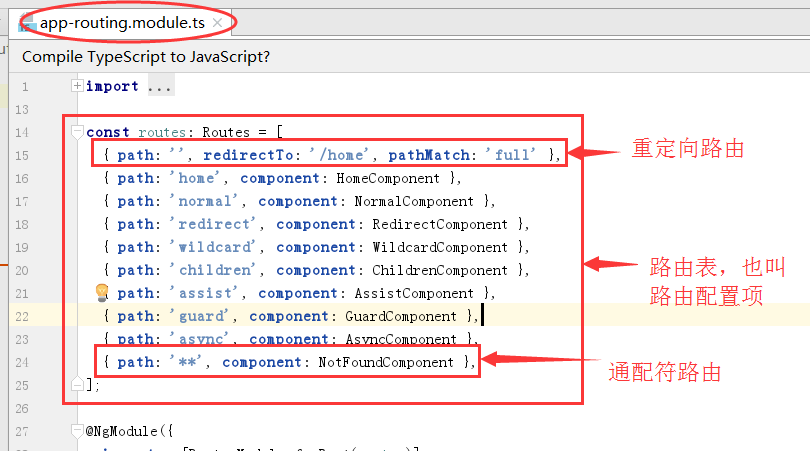 app-routing.module.ts
Compile TypeScript to JavaScript?
1 import ...
13
14 const routes: Routes = [
15 { path: '', redirectTo: '/home', pathMatch: 'full' },
重定向路由
16 { path: 'home', component: HomeComponent },
17 { path: 'normal', component: NormalComponent },
18 { path: 'redirect', component: RedirectComponent },
19 { path: 'wildcard', component: WildcardComponent },
20 { path: 'children', component: ChildrenComponent },
路由表，也叫
路由配置项
21 { path: 'assist', component: AssistComponent },
22 { path: 'guard', component: GuardComponent },
23 { path: 'async', component: AsyncComponent },
24 { path: '**', component: NotFoundComponent },
通配符路由
25 ];
26
27 @NgModule({